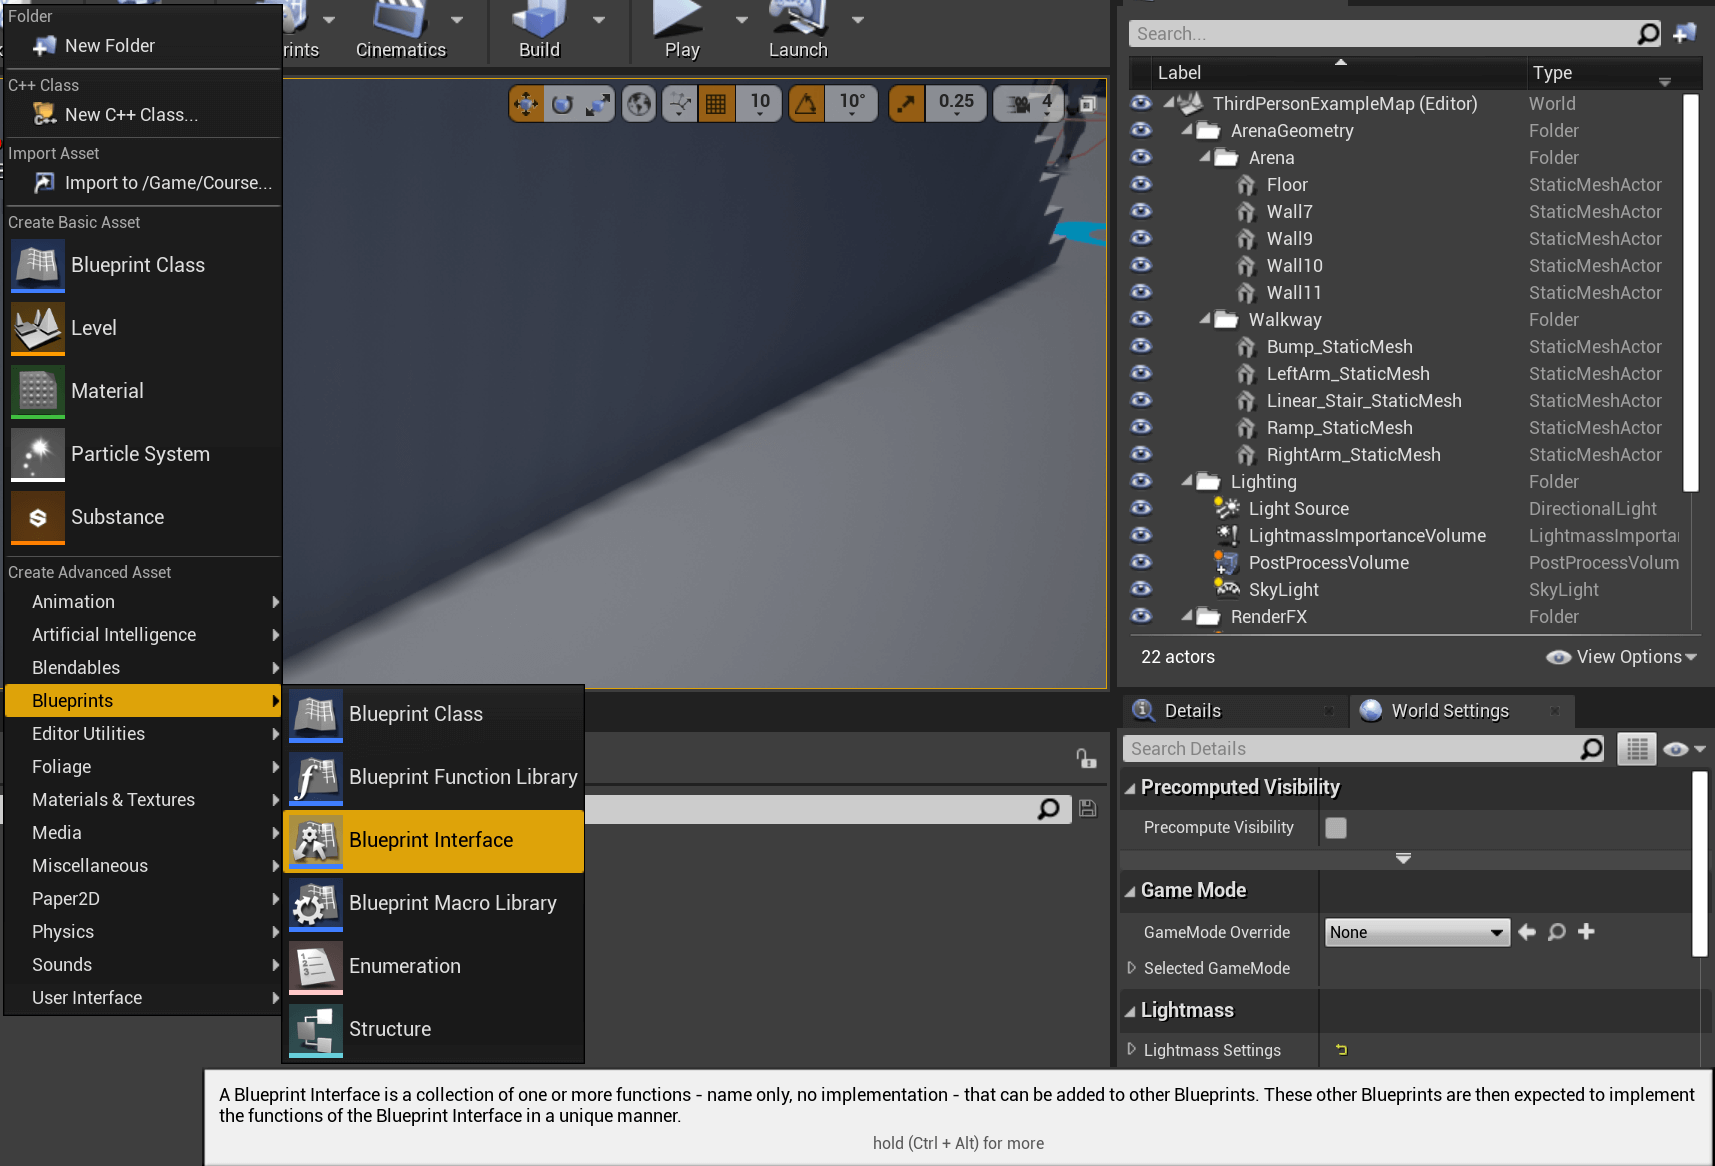 Folder
New Folder
C++ Class
New C++ Class...
Import Asset
Import to /Game/Course...
Create Basic Asset
Blueprint Class
Level
Material
Particle System
Substance
Create Advanced Asset
Animation
Artificial Intelligence
Blendables
Blueprints
Editor Utilities
Foliage
Materials & Textures
Media
Miscellaneous
Paper2D
Physics
Sounds
User Interface
Blueprint Class
Blueprint Function Library
Blueprint Interface
Blueprint Macro Library
Enumeration
Structure
Cinematics
Build
Play
Launch
10
10°
0.25
4
Search...
Label Type
ThirdPersonExampleMap (Editor) World
ArenaGeometry Folder
Arena Folder
Floor StaticMeshActor
Wall7 StaticMeshActor
Wall9 StaticMeshActor
Wall10 StaticMeshActor
Wall11 StaticMeshActor
Walkway Folder
Bump_StaticMesh StaticMeshActor
LeftArm_StaticMesh StaticMeshActor
Linear_Stair_StaticMesh StaticMeshActor
Ramp_StaticMesh StaticMeshActor
RightArm_StaticMesh StaticMeshActor
Lighting Folder
Light Source DirectionalLight
LightmassImportanceVolume LightmassImporta
PostProcessVolume PostProcessVolum
SkyLight SkyLight
RenderFX Folder
22 actors View Options
Details World Settings
Search Details
Precomputed Visibility
Precompute Visibility
Game Mode
GameMode Override None
Selected GameMode
Lightmass
Lightmass Settings
A Blueprint Interface is a collection of one or more functions - name only, no implementation - that can be added to other Blueprints. These other Blueprints are then expected to implement
the functions of the Blueprint Interface in a unique manner.
hold (Ctrl + Alt) for more